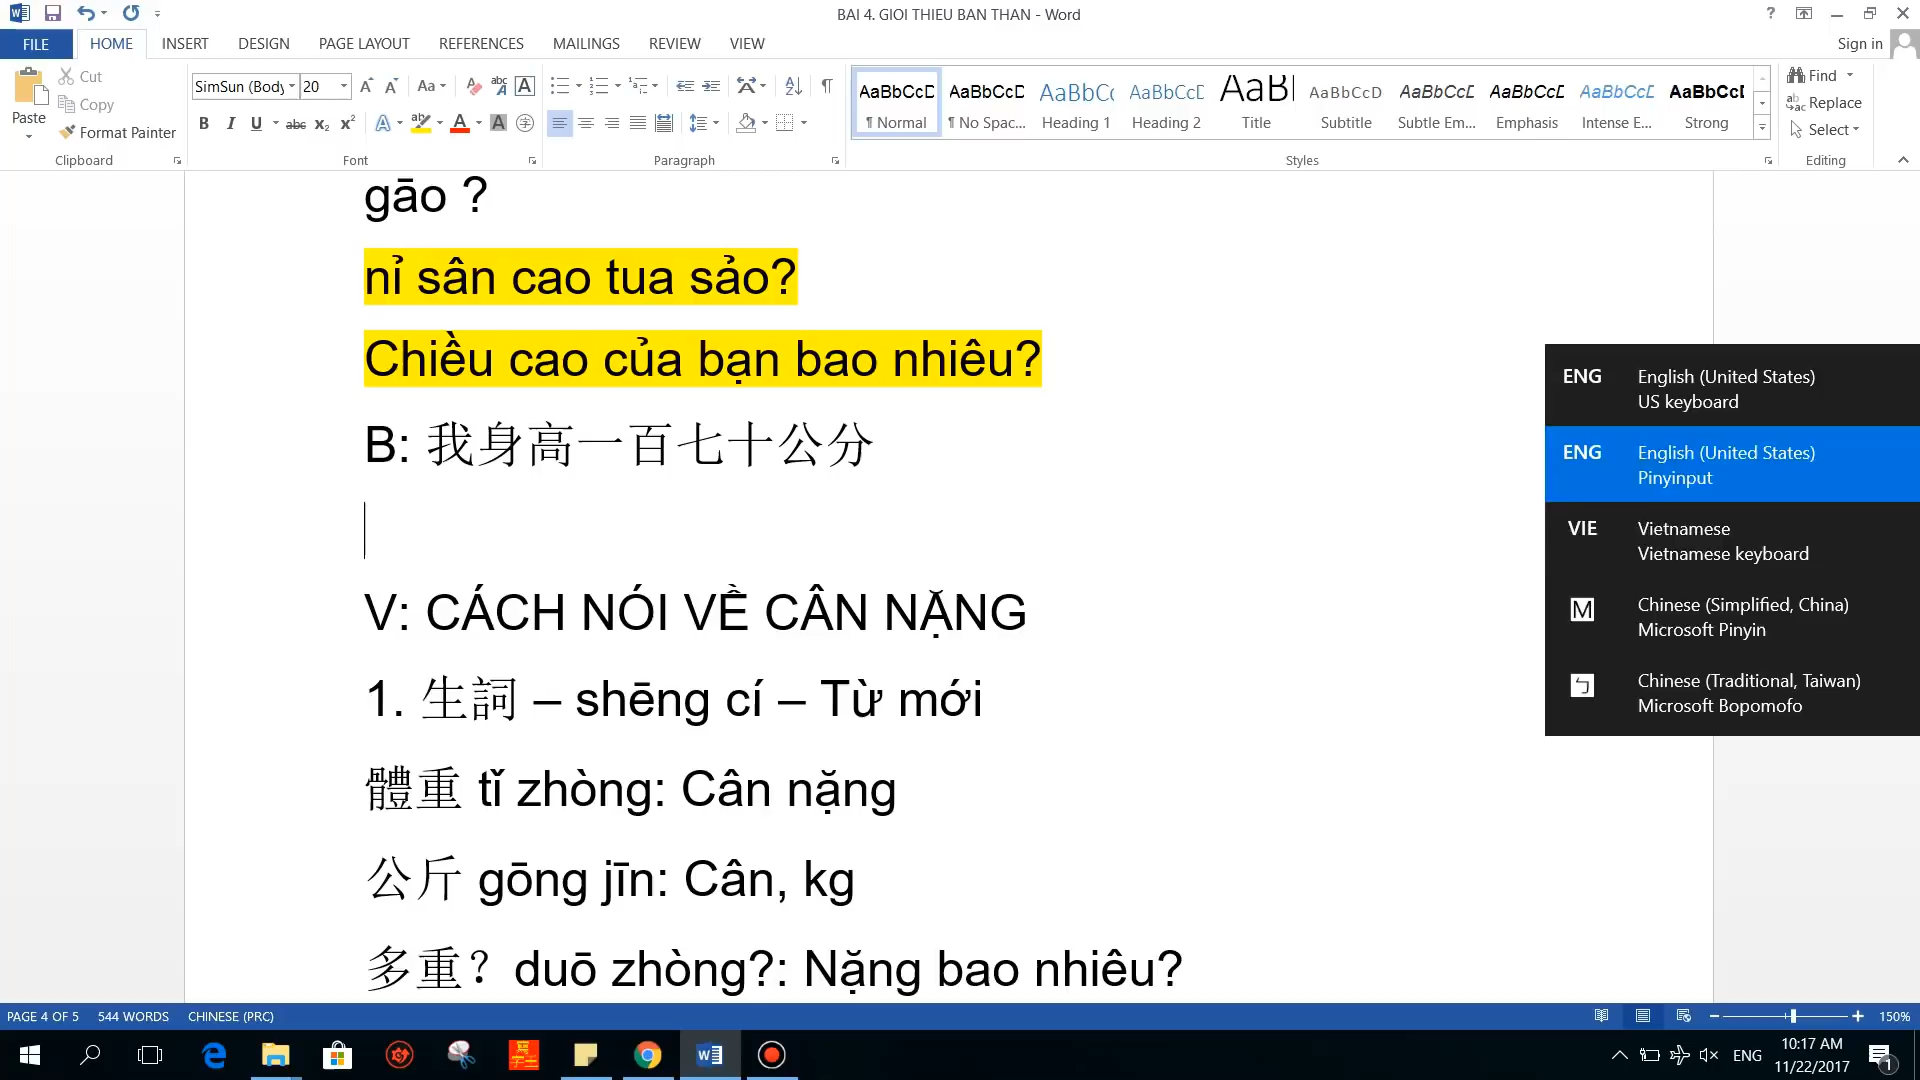 BAI 4. GIOI THIEU BAN THAN - Word
FILE HOME INSERT DESIGN PAGE LAYOUT REFERENCES MAILINGS REVIEW VIEW Sign in
Paste Cut Copy Format Painter
Clipboard
SimSun (Body 20
Font
Paragraph
AaBbCcD AaBbCcD AaBbCc AaBbCcD AaBl AaBbCcD AaBbCcD AaBbCcD AaBbCcD AaBbCcD
¶ Normal ¶ No Spac... Heading 1 Heading 2 Title Subtitle Subtle Em... Emphasis Intense E... Strong
Styles
Find Replace Select
Editing
gāo ?
nỉ sân cao tua sảo?
Chiều cao của bạn bao nhiêu?
B: 我身高一百七十公分
V: CÁCH NÓI VỀ CÂN NẶNG
1. 生詞 – shēng cí – Từ mới
體重 tǐ zhòng: Cân nặng
公斤 gōng jīn: Cân, kg
多重？ duō zhòng?: Nặng bao nhiêu?
ENG English (United States)
US keyboard
ENG English (United States)
Pinyinput
VIE Vietnamese
Vietnamese keyboard
M Chinese (Simplified, China)
Microsoft Pinyin
ㄅ Chinese (Traditional, Taiwan)
Microsoft Bopomofo
PAGE 4 OF 5 544 WORDS CHINESE (PRC) 150%
ENG 10:17 AM
11/22/2017 1